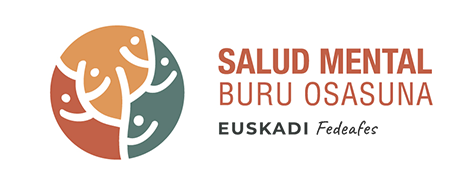 SALUD MENTAL
BURU OSASUNA
EUSKADI Fedeafes